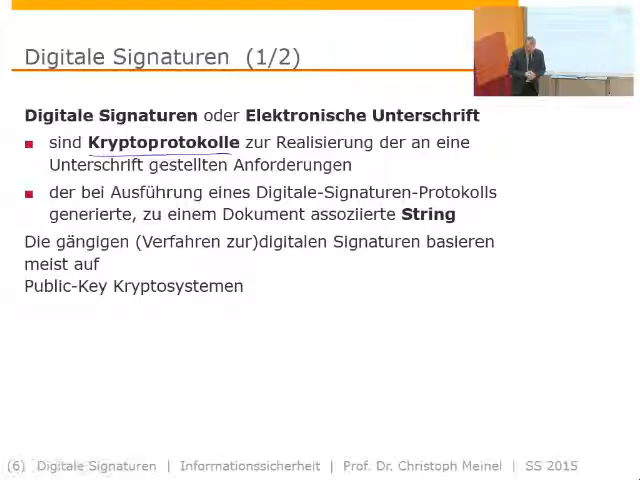 Digitale Signaturen (1/2)
Digitale Signaturen oder Elektronische Unterschrift
sind Kryptoprotokolle zur Realisierung der an eine
Unterschrift gestellten Anforderungen
der bei Ausführung eines Digitale-Signaturen-Protokolls
generierte, zu einem Dokument assoziierte String
Die gängigen (Verfahren zur)digitalen Signaturen basieren
meist auf
Public-Key Kryptosystemen
(6) Digitale Signaturen | Informationssicherheit | Prof. Dr. Christoph Meinel | SS 2015